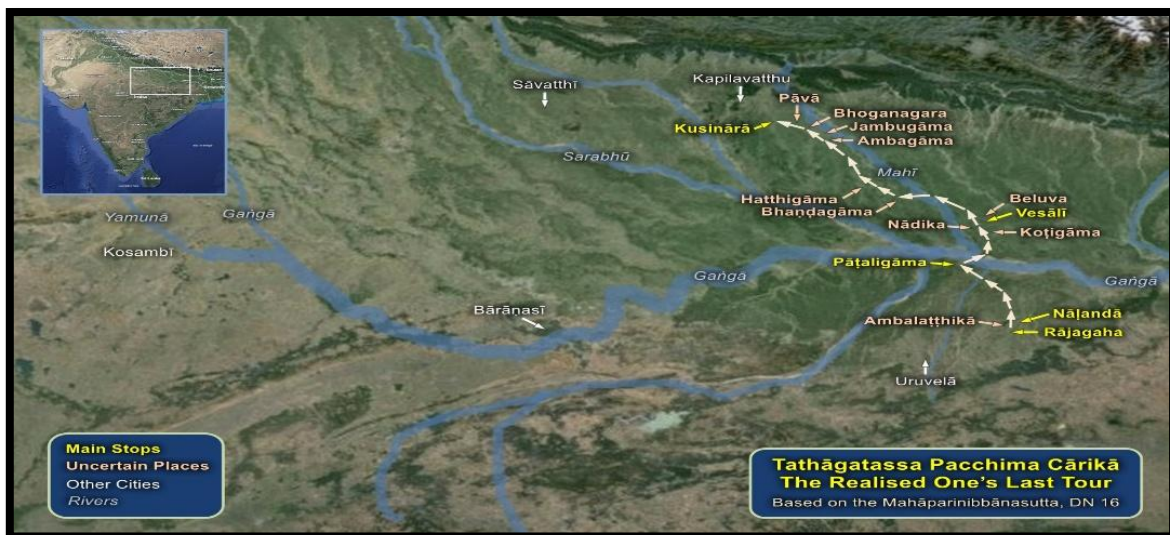 Sāvatthī
Kapilavatthu
Pāvā
Bhoganagara
Kusinārā
Jambugāma
Ambagāma
Sarabhū
Mahī
Hatthigāma
Bhaṇḍagāma
Beluva
Vesālī
Nādika
Koṭigāma
Yamunā
Gaṅgā
Kosambī
Pāṭaligāma
Gaṅgā
Gaṅgā
Bārāṇasī
Ambalaṭṭhikā
Nāḷandā
Rājagaha
Uruvelā
Main Stops
Uncertain Places
Other Cities
Rivers
Tathāgatassa Pacchima Cārikā
The Realised One's Last Tour
Based on the Mahāparinibbānasutta, DN 16